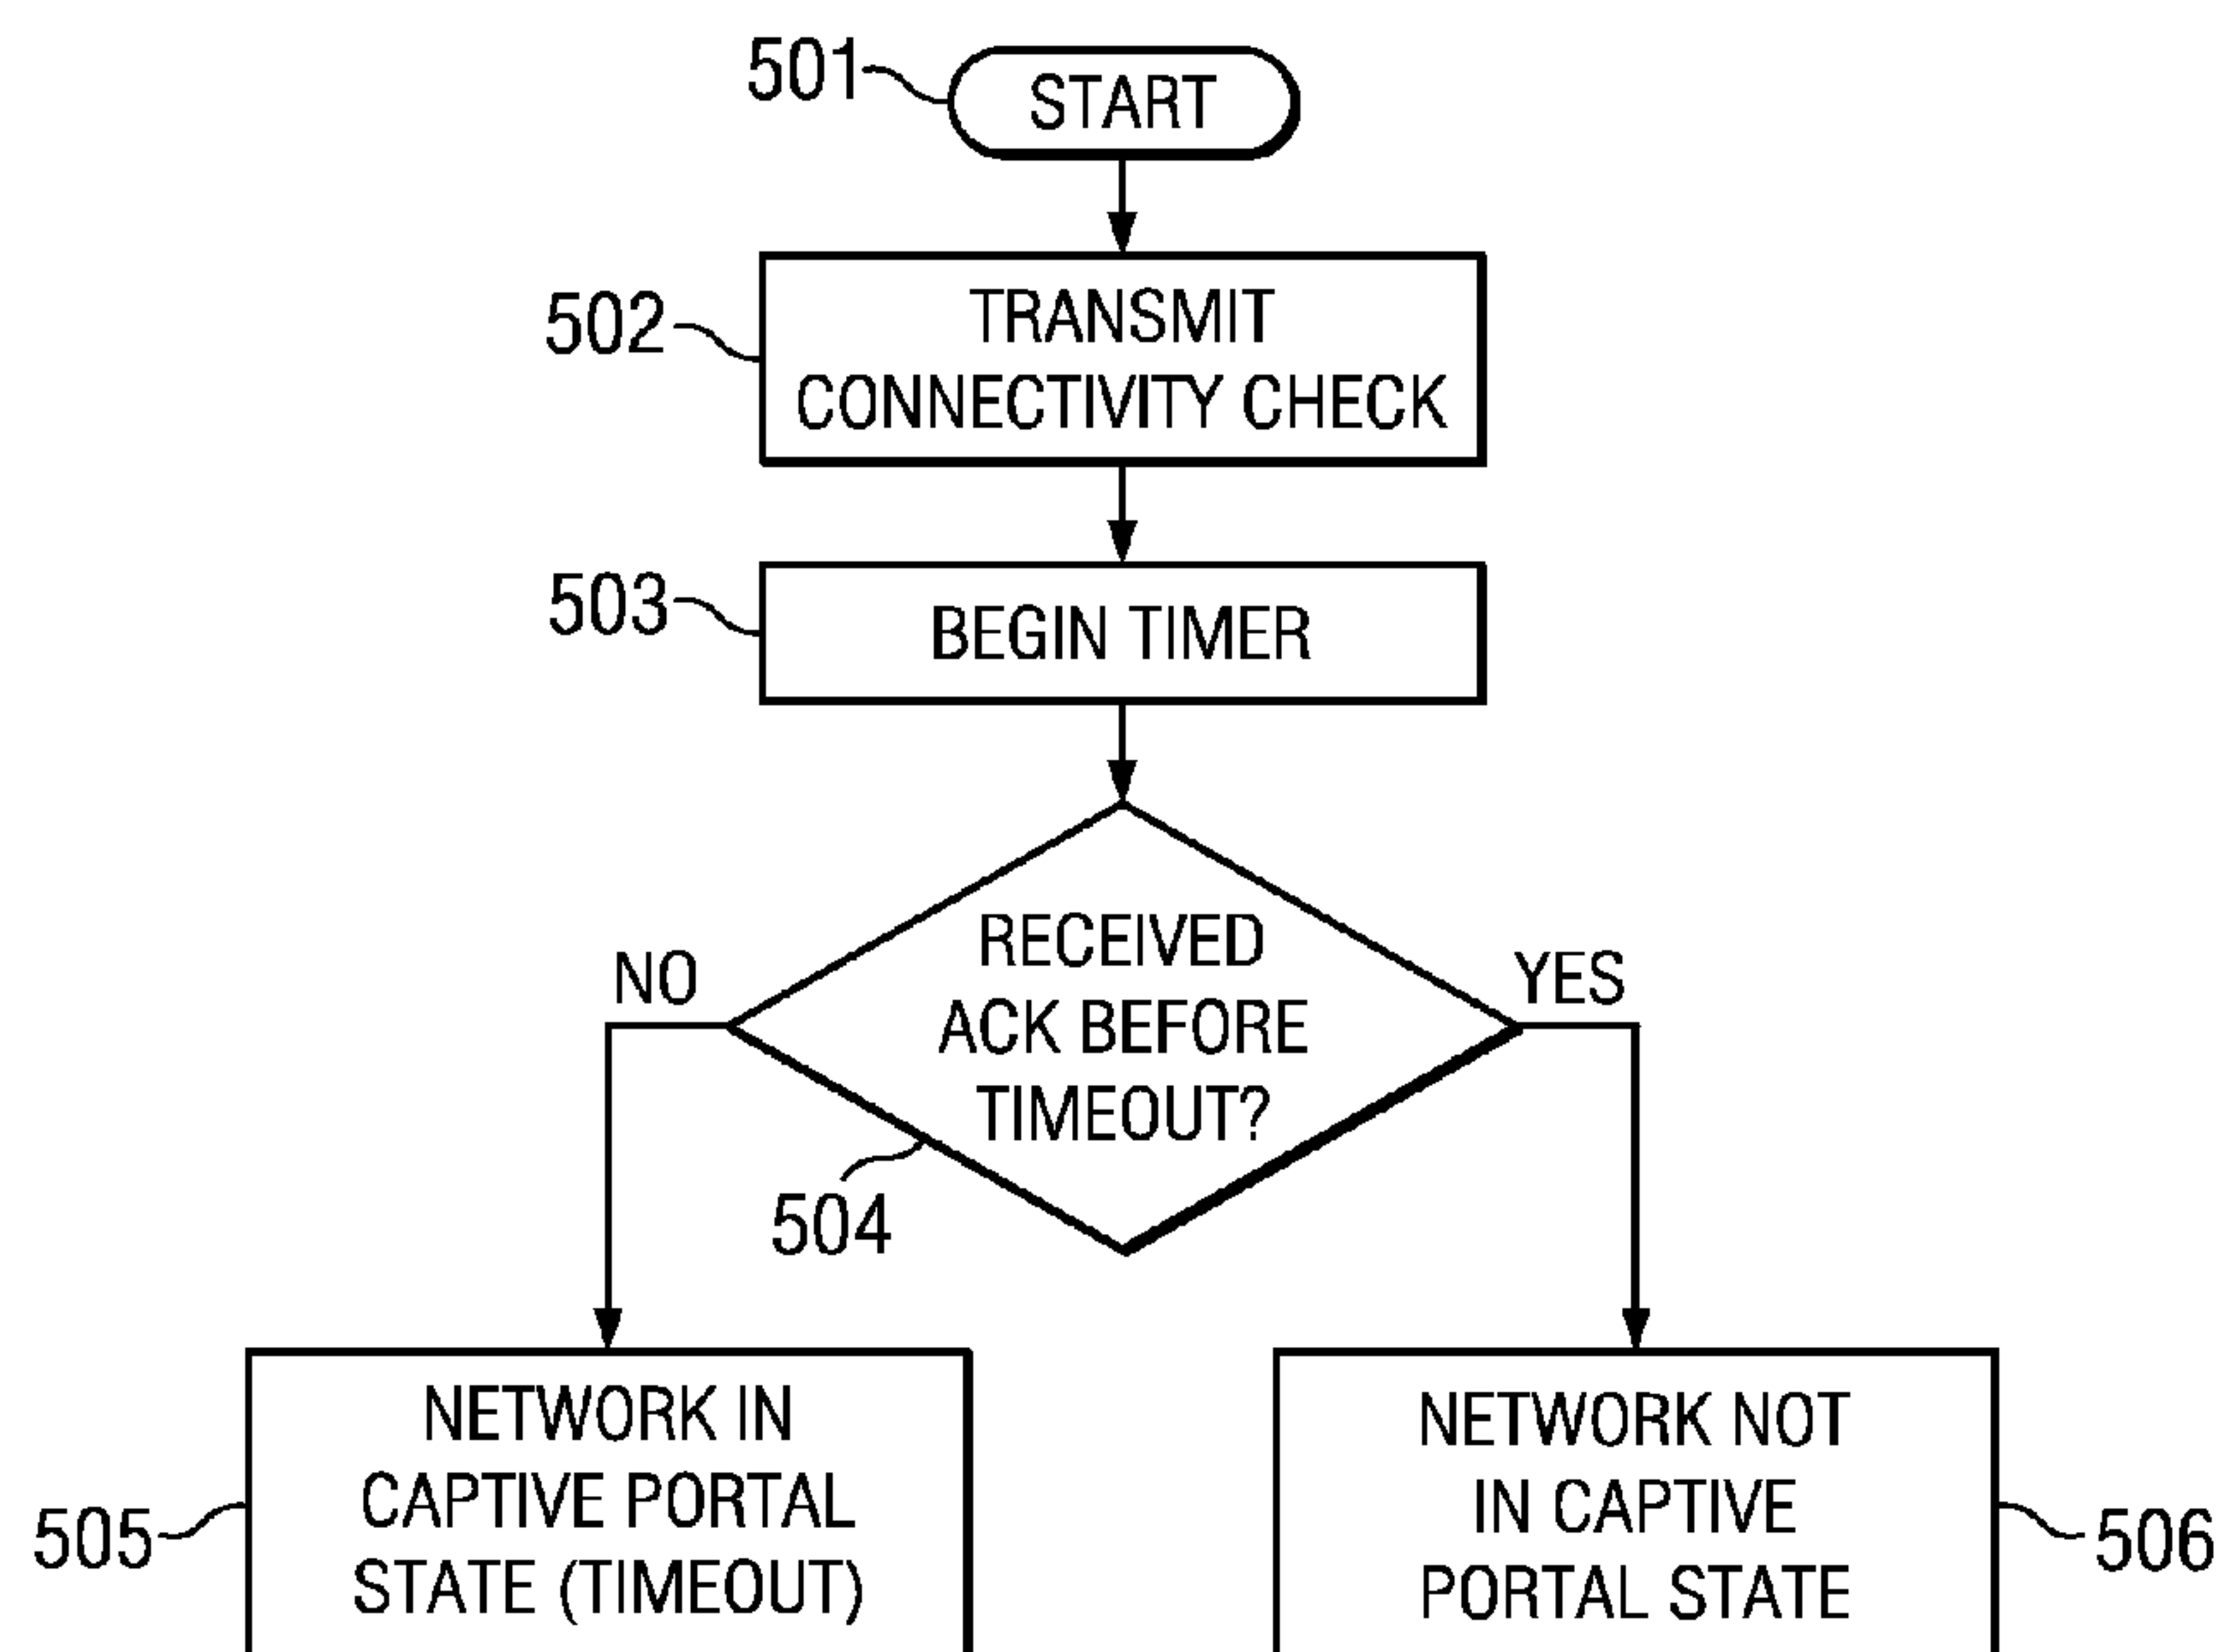 501
START
502
TRANSMIT
CONNECTIVITY CHECK
503
BEGIN TIMER
NO
RECEIVED
ACK BEFORE
TIMEOUT?
YES
504
505
NETWORK IN
CAPTIVE PORTAL
STATE (TIMEOUT)
NETWORK NOT
IN CAPTIVE
PORTAL STATE
506